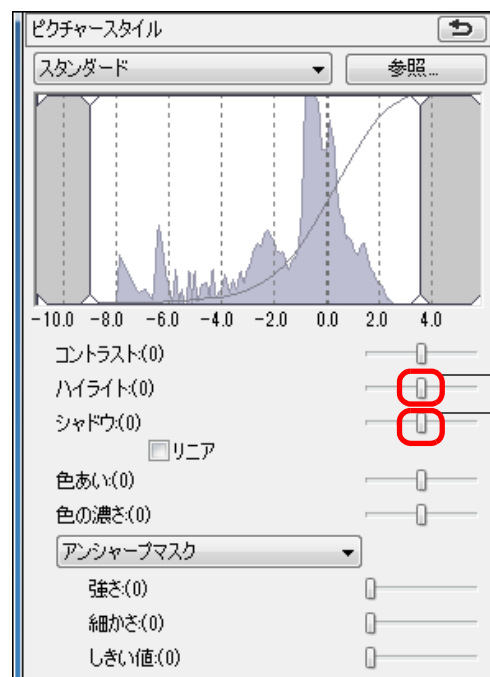 ピクチャースタイル
スタンダード 参照...
-10.0 -8.0 -6.0 -4.0 -2.0 0.0 2.0 4.0
コントラスト:(0)
ハイライト:(0)
シャドウ:(0)
リニア
色あい:(0)
色の濃さ:(0)
アンシャープマスク
強さ:(0)
細かさ:(0)
しきい値:(0)